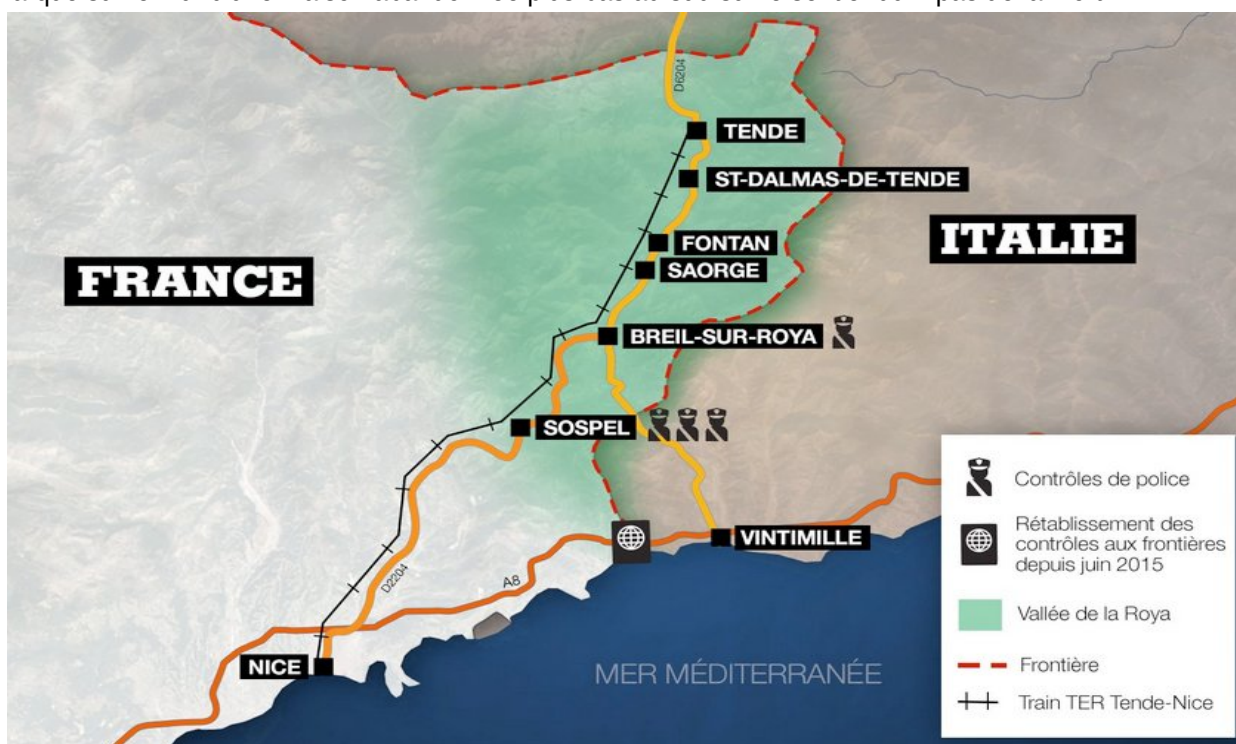 D6204
TENDE
ST-DALMAS-DE-TENDE
FONTAN
SAORGE
FRANCE
ITALIE
BREIL-SUR-ROYA
SOSPEL
VINTIMILLE
D2204
A8
NICE
MER MÉDITERRANÉE
Contrôles de police
Rétablissement des
contrôles aux frontières
depuis juin 2015
Vallée de la Roya
Frontière
Train TER Tende-Nice